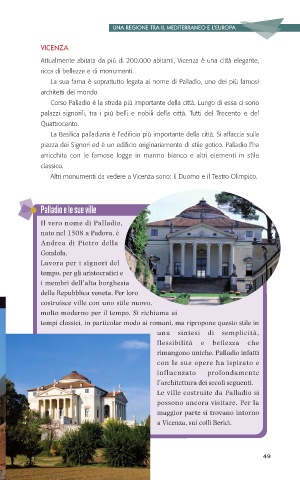 UNA REGIONE TRA IL MEDITERRANEO E L'EUROPA
VICENZA
Attualmente abitata da più di 200.000 abitanti, Vicenza è una città elegante,
ricca di bellezze e di monumenti.
La sua fama è soprattutto legata al nome di Palladio, uno dei più famosi
architetti del mondo.
Corso Palladio è la strada più importante della città. Lungo di essa ci sono
palazzi signorili, tra i più belli e nobili della città. Tutti del Trecento e del
Quattrocento.
La Basilica palladiana è l'edificio più importante della città. Si affaccia sulla
piazza dei Signori ed è un edificio originariamente di stile gotico. Palladio l'ha
arricchita con le famose logge in marmo bianco e altri elementi in stile
classico.
Altri monumenti da vedere a Vicenza sono: il Duomo e il Teatro Olimpico.
Palladio e le sue ville
Il vero nome di Palladio,
nato nel 1508 a Padova, è
Andrea di Pietro della
Gondola.
Lavora per i signori del
tempo, per gli aristocratici e
i membri dell'alta borghesia
della Repubblica veneta. Per loro
costruisce ville con uno stile nuovo,
molto moderno per il tempo. Si richiama ai
tempi classici, in particolar modo ai romani, ma ripropone questo stile in
una sintesi di semplicità,
flessibilità e bellezza che
rimangono uniche. Palladio infatti
con le sue opere ha ispirato e
influenzato profondamente
l'architettura dei secoli seguenti.
Le ville costruite da Palladio si
possono ancora visitare. Per la
maggior parte si trovano intorno
a Vicenza, sui colli Berici.
49